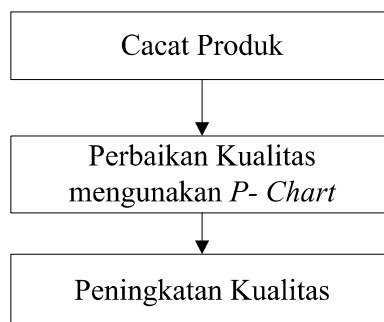 Cacat Produk
Perbaikan Kualitas
mengunakan P- Chart
Peningkatan Kualitas